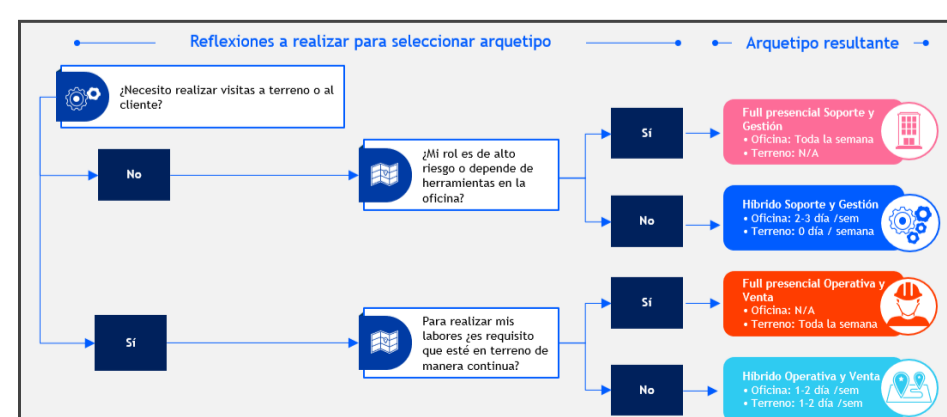 Reflexiones a realizar para seleccionar arquetipo
Arquetipo resultante
¿Necesito realizar visitas a terreno o al
cliente?
No
¿Mi rol es de alto
riesgo o depende de
herramientas en la
oficina?
Sí
Full presencial Soporte y
Gestión
• Oficina: Toda la semana
• Terreno: N/A
No
Híbrido Soporte y Gestión
• Oficina: 2-3 día /sem
• Terreno: 0 día / semana
Sí
Para realizar mis
labores ¿es requisito
que esté en terreno de
manera continua?
Sí
Full presencial Operativa y
Venta
• Oficina: N/A
• Terreno: Toda la semana
No
Híbrido Operativa y Venta
• Oficina: 1-2 día /sem
• Terreno: 1-2 día /sem